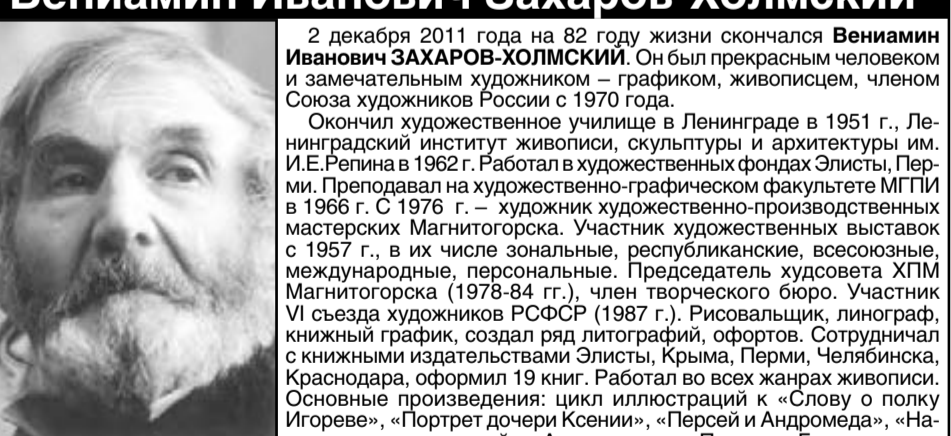 Вениамин Иванович Захаров-Холмский
2 декабря 2011 года на 82 году жизни скончался Вениамин
Иванович ЗАХАРОВ-ХОЛМСКИЙ. Он был прекрасным человеком
и замечательным художником – графиком, живописцем, членом
Союза художников России с 1970 года.
Окончил художественное училище в Ленинграде в 1951 г., Ле-
нинградский институт живописи, скульптуры и архитектуры им.
И.Е.Репина в 1962 г. Работал в художественных фондах Элисты, Пер-
ми. Преподавал на художественно-графическом факультете МГПИ
в 1966 г. С 1976 г. – художник художественно-производственных
мастерских Магнитогорска. Участник художественных выставок
с 1957 г., в их числе зональные, республиканские, всесоюзные,
международные, персональные. Председатель худсовета ХПМ
Магнитогорска (1978-84 гг.), член творческого бюро. Участник
VI съезда художников РСФСР (1987 г.). Рисовальщик, линограф,
книжный график, создал ряд литографий, офортов. Сотрудничал
с книжными издательствами Элисты, Крыма, Перми, Челябинска,
Краснодара, оформил 19 книг. Работал во всех жанрах живописи.
Основные произведения: цикл иллюстраций к «Слову о полку
Игореве», «Портрет дочери Ксении», «Персей и Андромеда», «На-